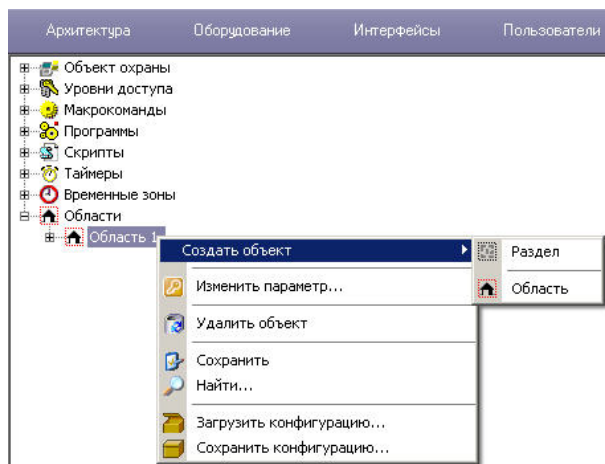 Архитектура Оборудование Интерфейсы Пользователи
Объект охраны
Уровни доступа
Макрокоманды
Программы
Скрипты
Таймеры
Временные зоны
Области
Область 1
Создать объект
Раздел
Изменить параметр...
Область
Удалить объект
Сохранить
Найти...
Загрузить конфигурацию...
Сохранить конфигурацию...